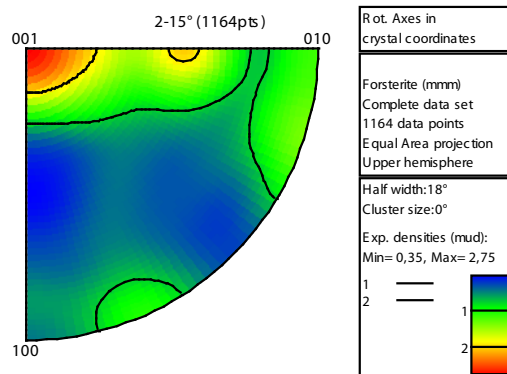 2-15° (1164pts)
001
010
100
Rot. Axes in
crystal coordinates
Forsterite (mmm)
Complete data set
1164 data points
Equal Area projection
Upper hemisphere
Half width:18°
Cluster size:0°
Exp. densities (mud):
Min= 0,35, Max= 2,75
1
2
1
2